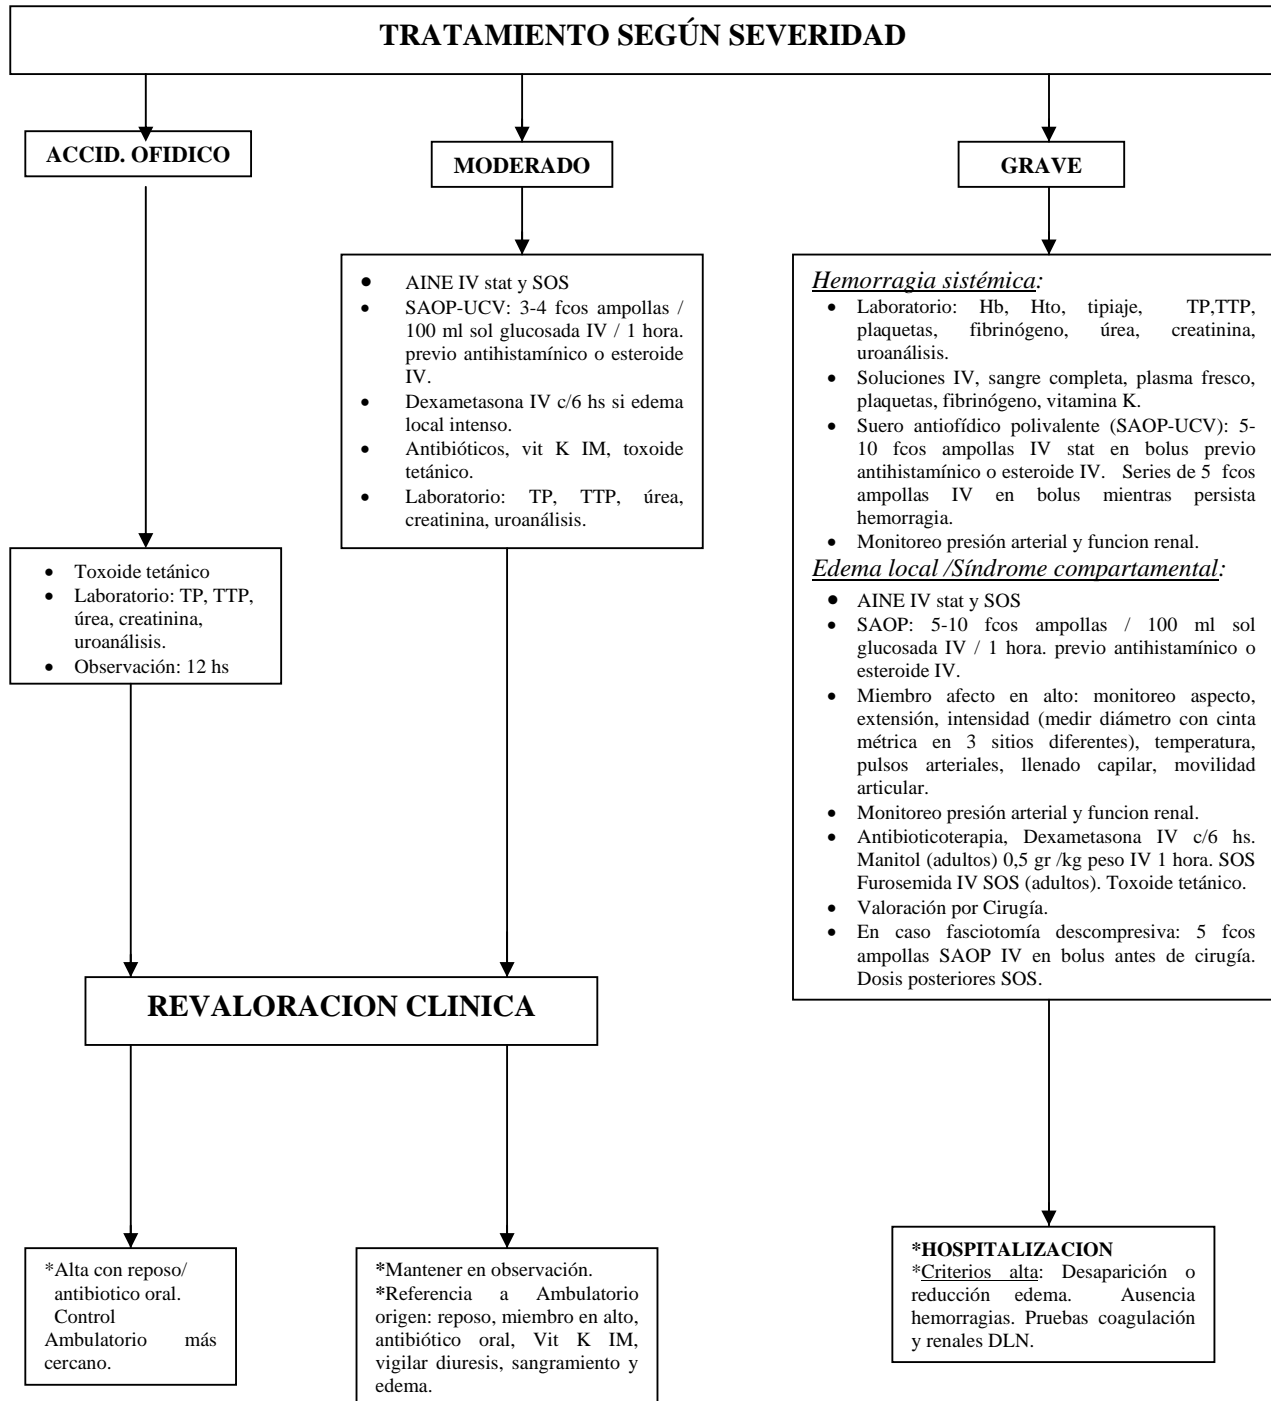 TRATAMIENTO SEGÚN SEVERIDAD
ACCID. OFIDICO
MODERADO
GRAVE
• AINE IV stat y SOS
• SAOP-UCV: 3-4 fcos ampollas /
100 ml sol glucosada IV / 1 hora.
previo antihistamínico o esteroide
IV.
• Dexametasona IV c/6 hs si edema
local intenso.
• Antibióticos, vit K IM, toxoide
tetánico.
• Laboratorio: TP, TTP, úrea,
creatinina, uroanálisis.
Hemorragia sistémica:
• Laboratorio: Hb, Hto, tipiaje, TP,TTP,
plaquetas, fibrinógeno, úrea, creatinina,
uroanálisis.
• Soluciones IV, sangre completa, plasma fresco,
plaquetas, fibrinógeno, vitamina K.
• Suero antiofídico polivalente (SAOP-UCV): 5-
10 fcos ampollas IV stat en bolus previo
antihistamínico o esteroide IV. Series de 5 fcos
ampollas IV en bolus mientras persista
hemorragia.
• Monitoreo presión arterial y funcion renal.
Edema local /Síndrome compartamental:
• AINE IV stat y SOS
• SAOP: 5-10 fcos ampollas / 100 ml sol
glucosada IV / 1 hora. previo antihistamínico o
esteroide IV.
• Miembro afecto en alto: monitoreo aspecto,
extensión, intensidad (medir diámetro con cinta
métrica en 3 sitios diferentes), temperatura,
pulsos arteriales, llenado capilar, movilidad
articular.
• Monitoreo presión arterial y funcion renal.
• Antibioticoterapia, Dexametasona IV c/6 hs.
Manitol (adultos) 0,5 gr /kg peso IV 1 hora. SOS
Furosemida IV SOS (adultos). Toxoide tetánico.
• Valoración por Cirugía.
• En caso fasciotomía descompresiva: 5 fcos
ampollas SAOP IV en bolus antes de cirugía.
Dosis posteriores SOS.
• Toxoide tetánico
• Laboratorio: TP, TTP,
úrea, creatinina,
uroanálisis.
• Observación: 12 hs
REVALORACION CLINICA
*Alta con reposo/
antibiotico oral.
Control
Ambulatorio más
cercano.
*Mantener en observación.
*Referencia a Ambulatorio
origen: reposo, miembro en alto,
antibiótico oral, Vit K IM,
vigilar diuresis, sangramiento y
edema.
*HOSPITALIZACION
*Criterios alta: Desaparición o
reducción edema. Ausencia
hemorragias. Pruebas coagulación
y renales DLN.